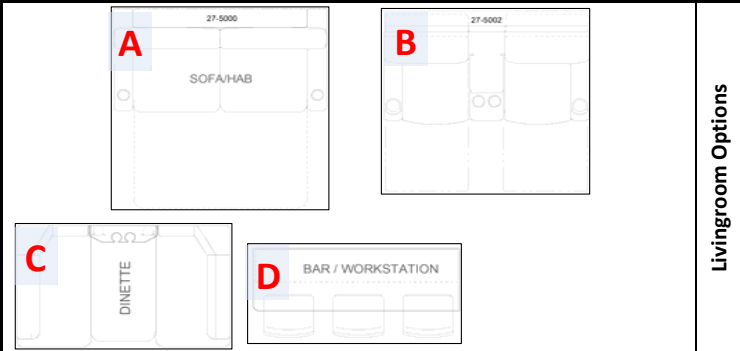 27-5000
A
SOFA/HAB
27-5002
B
C
DINETTE
D
BAR / WORKSTATION
Livingroom Options